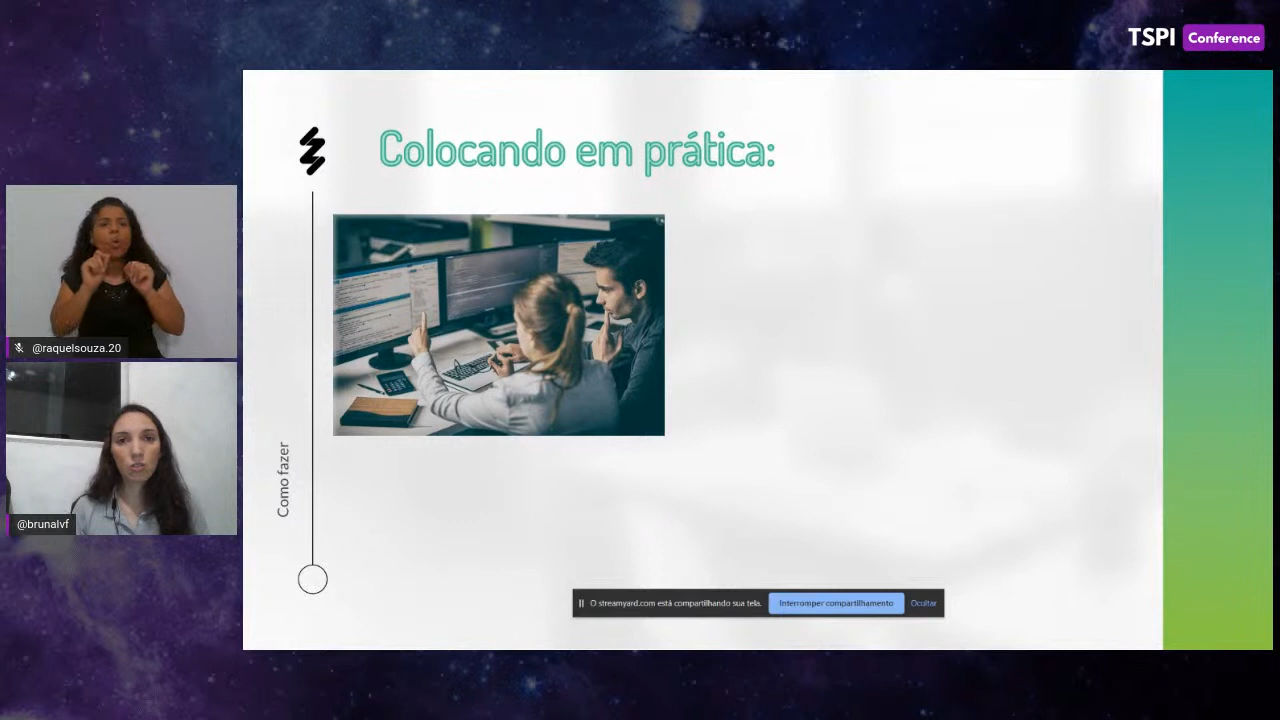 TSPI Conference
Colocando em prática:
@raquelsouza.20
Como fazer
@brunalvf
O streamyard.com está compartilhando sua tela. Interromper compartilhamento Ocultar